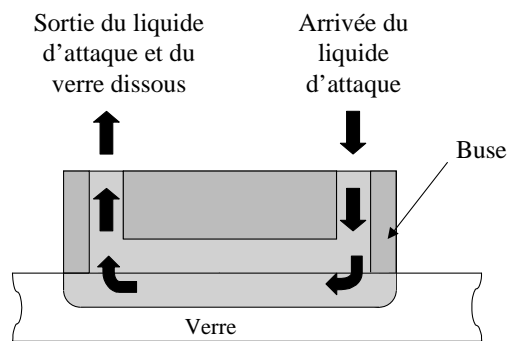 Sortie du liquide
d'attaque et du
verre dissous
Arrivée du
liquide
d'attaque
Buse
Verre